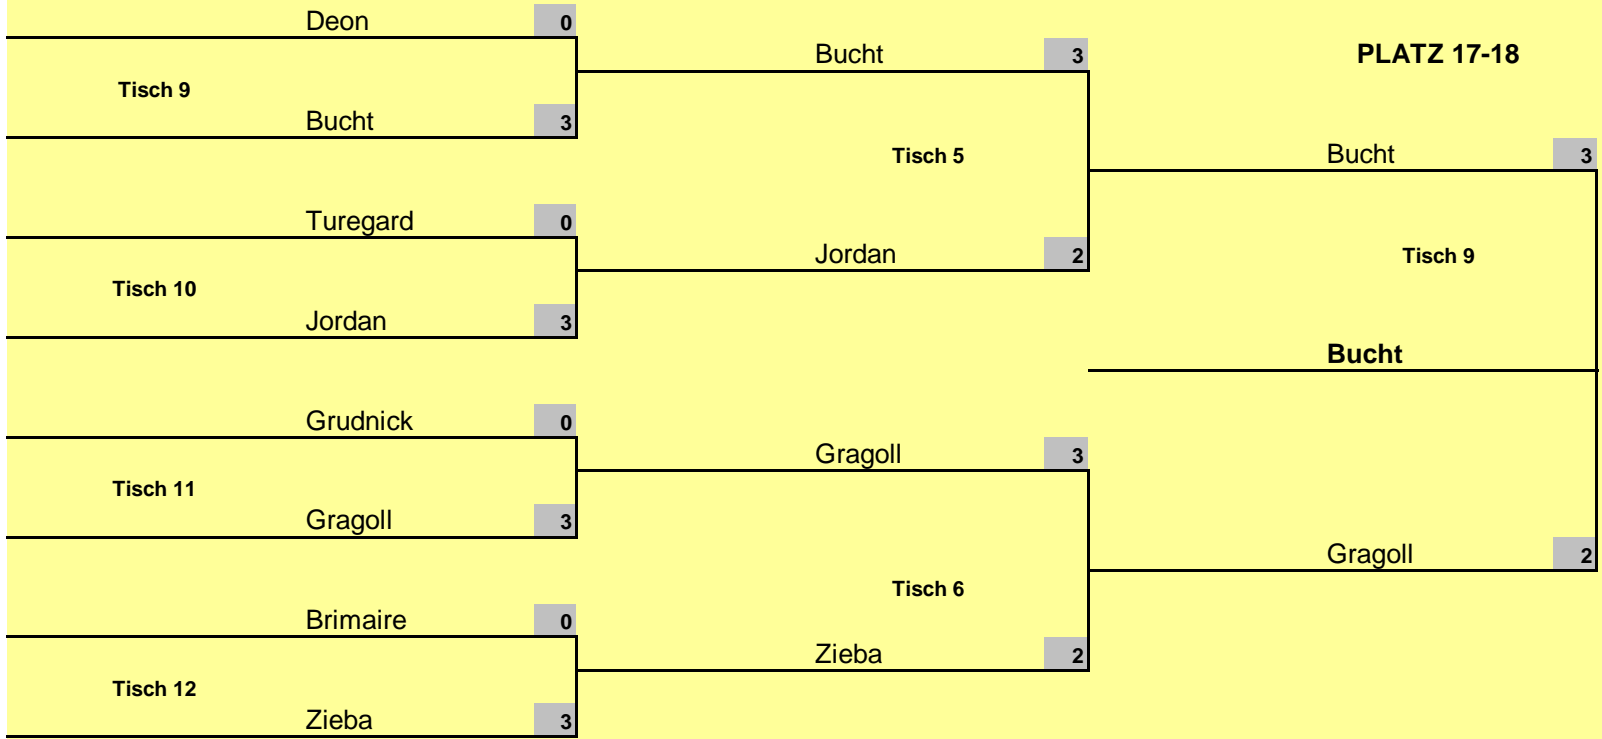 Deon 0
Bucht 3 PLATZ 17-18
Tisch 9
Bucht 3
Tisch 5 Bucht 3
Turegard 0
Jordan 2 Tisch 9
Tisch 10
Jordan 3
Bucht
Grudnick 0
Gragoll 3
Tisch 11
Gragoll 3
Gragoll 2
Tisch 6
Brimaire 0
Zieba 2
Tisch 12
Zieba 3